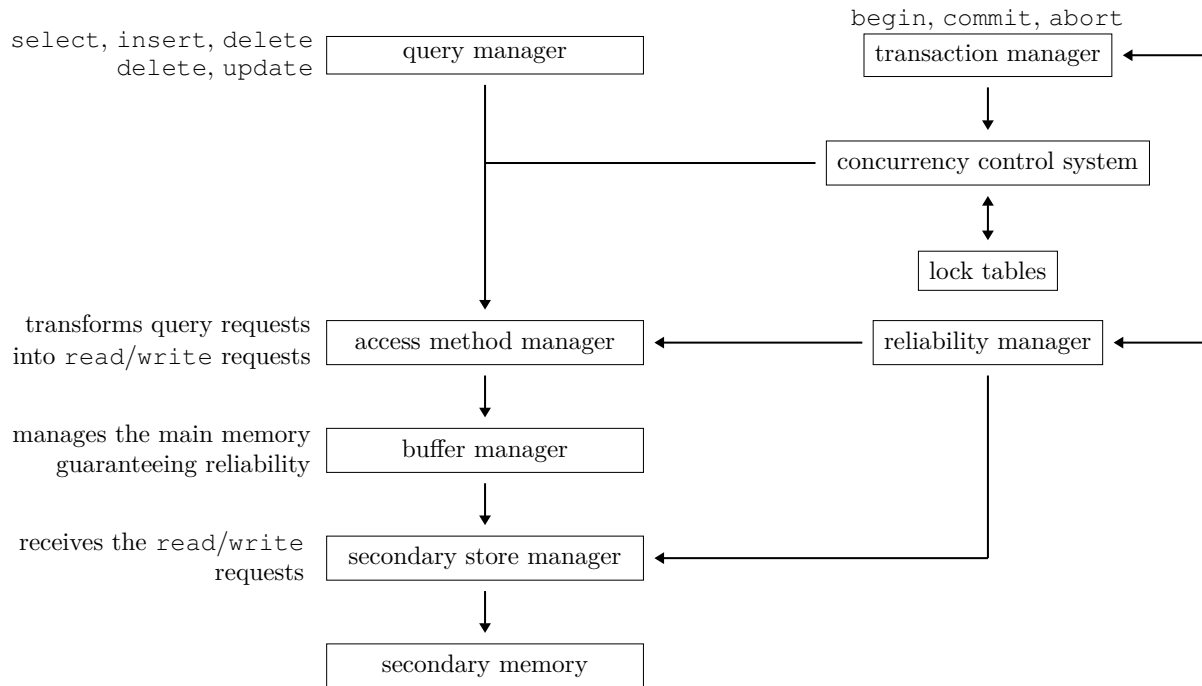 begin, commit, abort
select, insert, delete
delete, update
query manager
transaction manager
concurrency control system
lock tables
transforms query requests
into read/write requests
access method manager
reliability manager
manages the main memory
guaranteeing reliability
buffer manager
receives the read/write
requests
secondary store manager
secondary memory